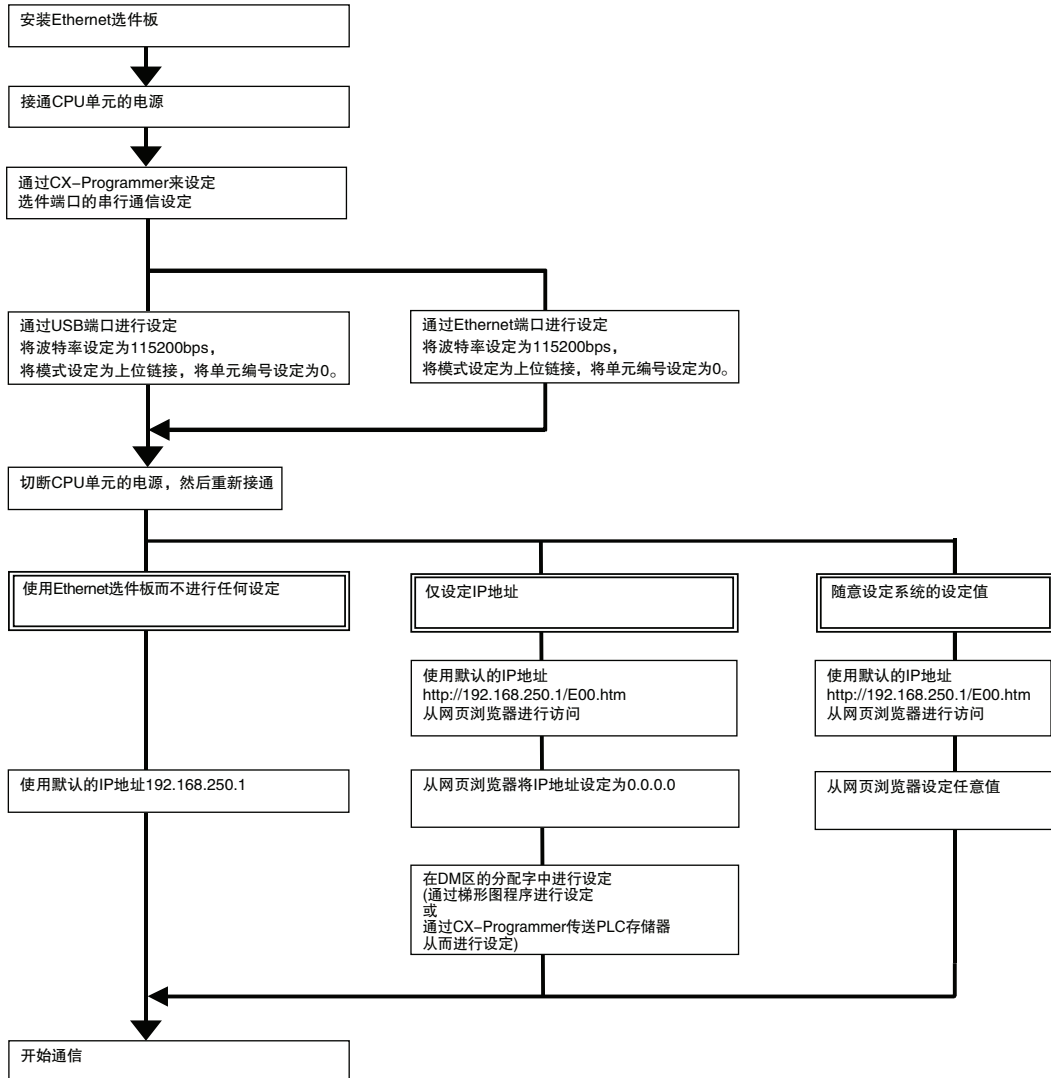 安装Ethernet选件板
接通CPU单元的电源
通过CX–Programmer来设定
选件端口的串行通信设定
通过USB端口进行设定
将波特率设定为115200bps，
将模式设定为上位链接，将单元编号设定为0。
通过Ethernet端口进行设定
将波特率设定为115200bps，
将模式设定为上位链接，将单元编号设定为0。
切断CPU单元的电源，然后重新接通
使用Ethernet选件板而不进行任何设定
使用默认的IP地址192.168.250.1
仅设定IP地址
使用默认的IP地址
http://192.168.250.1/E00.htm
从网页浏览器进行访问
从网页浏览器将IP地址设定为0.0.0.0
在DM区的分配字中进行设定
(通过梯形图程序进行设定
或
通过CX–Programmer传送PLC存储器
从而进行设定)
随意设定系统的设定值
使用默认的IP地址
http://192.168.250.1/E00.htm
从网页浏览器进行访问
从网页浏览器设定任意值
开始通信